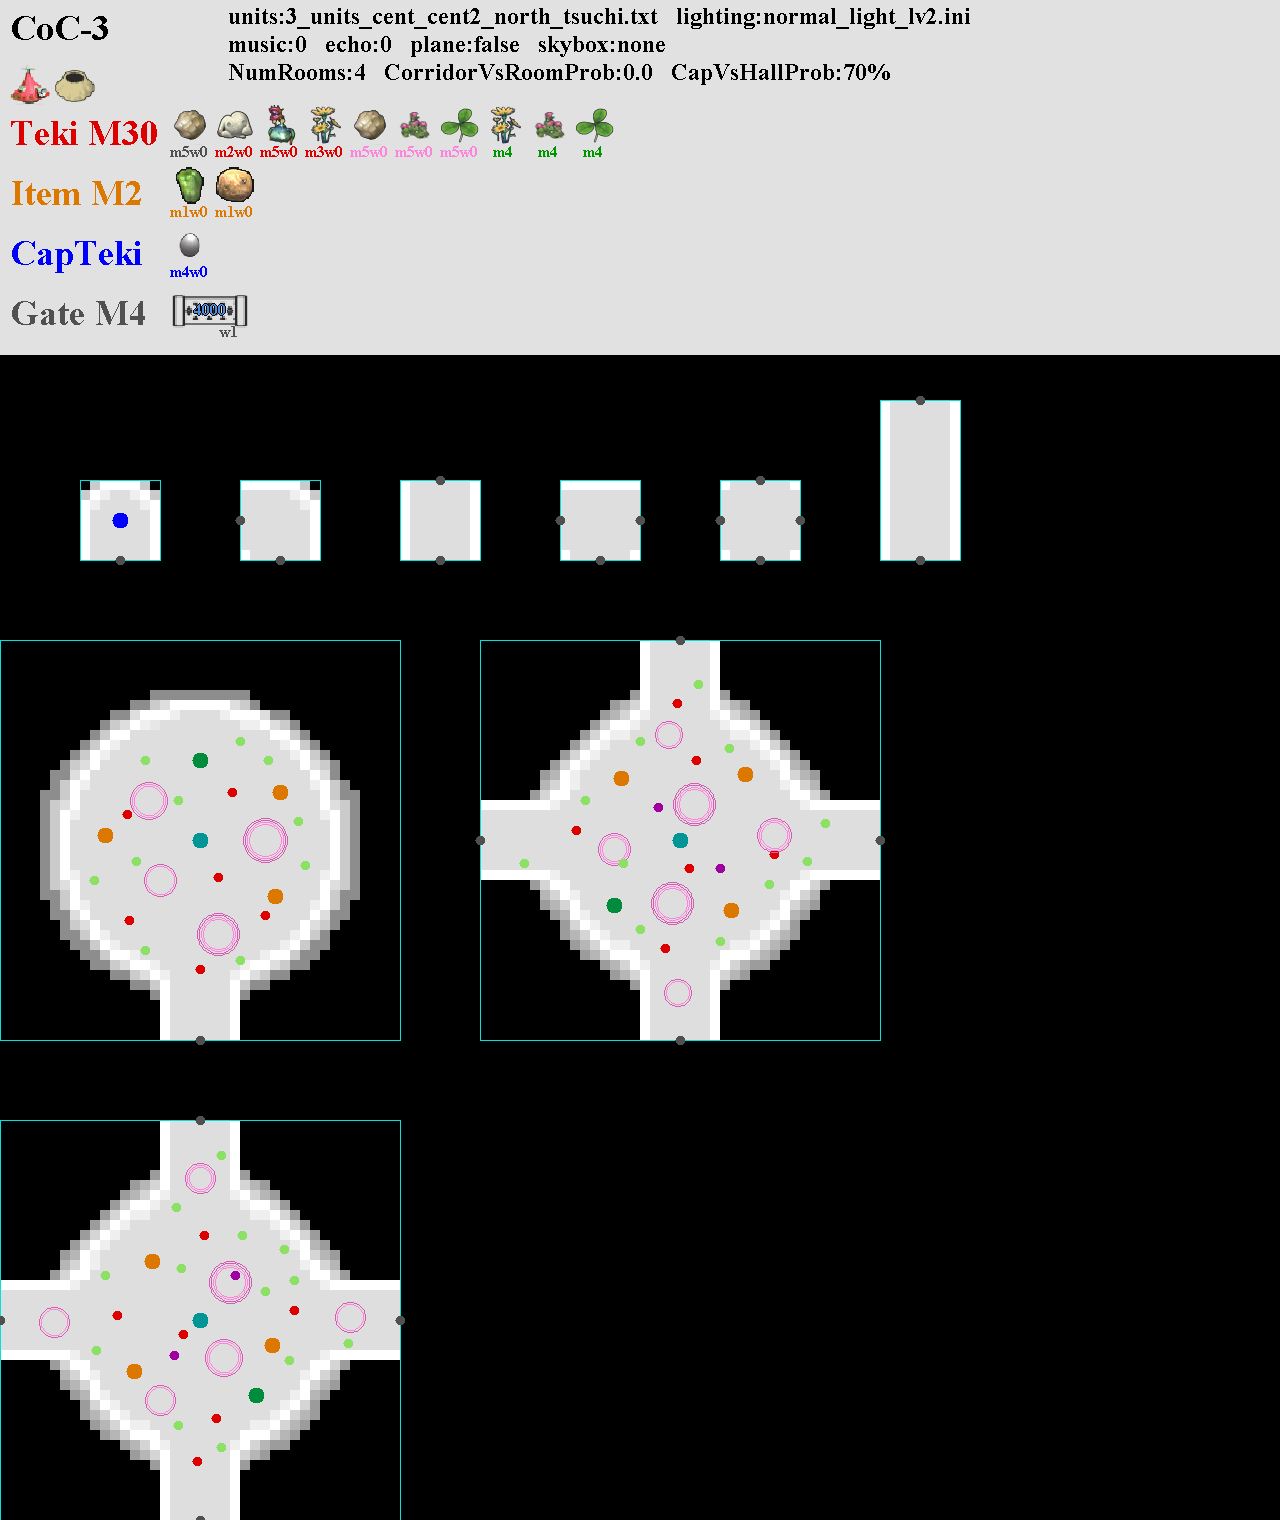 CoC-3
units:3_units_cent_cent2_north_tsuchi.txt lighting:normal_light_lv2.ini
music:0 echo:0 plane:false skybox:none
NumRooms:4 CorridorVsRoomProb:0.0 CapVsHallProb:70%
Teki M30
m5w0 m2w0 m5w0 m3w0 m5w0 m5w0 m5w0 m4 m4 m4
Item M2
m1w0 m1w0
CapTeki
m4w0
Gate M4
4000
w1